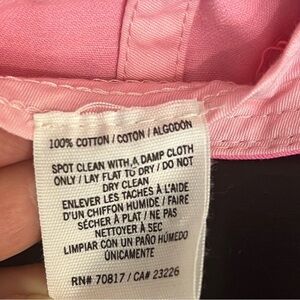 100% COTTON / COTON / ALGODÓN
SPOT CLEAN WITH A DAMP CLOTH
ONLY / LAY FLAT TO DRY / DO NOT
DRY CLEAN
ENLEVER LES TACHES À L'AIDE
D'UN CHIFFON HUMIDE / FAIRE
SÉCHER À PLAT / NE PAS
NETTOYER À SEC
LIMPIAR CON UN PAÑO HÚMEDO
ÚNICAMENTE
RN# 70817 / CA# 23226